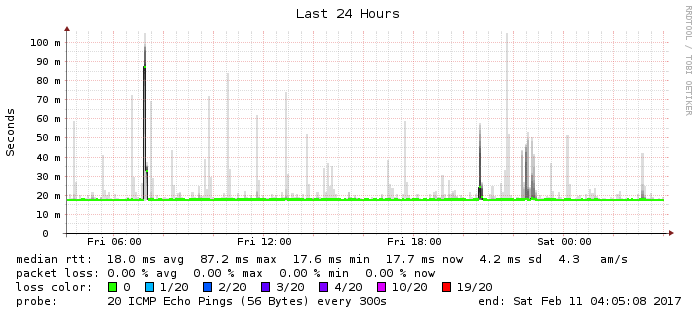 Last 24 Hours
RRDTOOL / TOBI OETIKER
Seconds
100 m
90 m
80 m
70 m
60 m
50 m
40 m
30 m
20 m
10 m
0
Fri 06:00 Fri 12:00 Fri 18:00 Sat 00:00
median rtt: 18.0 ms avg 87.2 ms max 17.6 ms min 17.7 ms now 4.2 ms sd 4.3 am/s
packet loss: 0.00 % avg 0.00 % max 0.00 % min 0.00 % now
loss color: 0 1/20 2/20 3/20 4/20 10/20 19/20
probe: 20 ICMP Echo Pings (56 Bytes) every 300s end: Sat Feb 11 04:05:08 2017